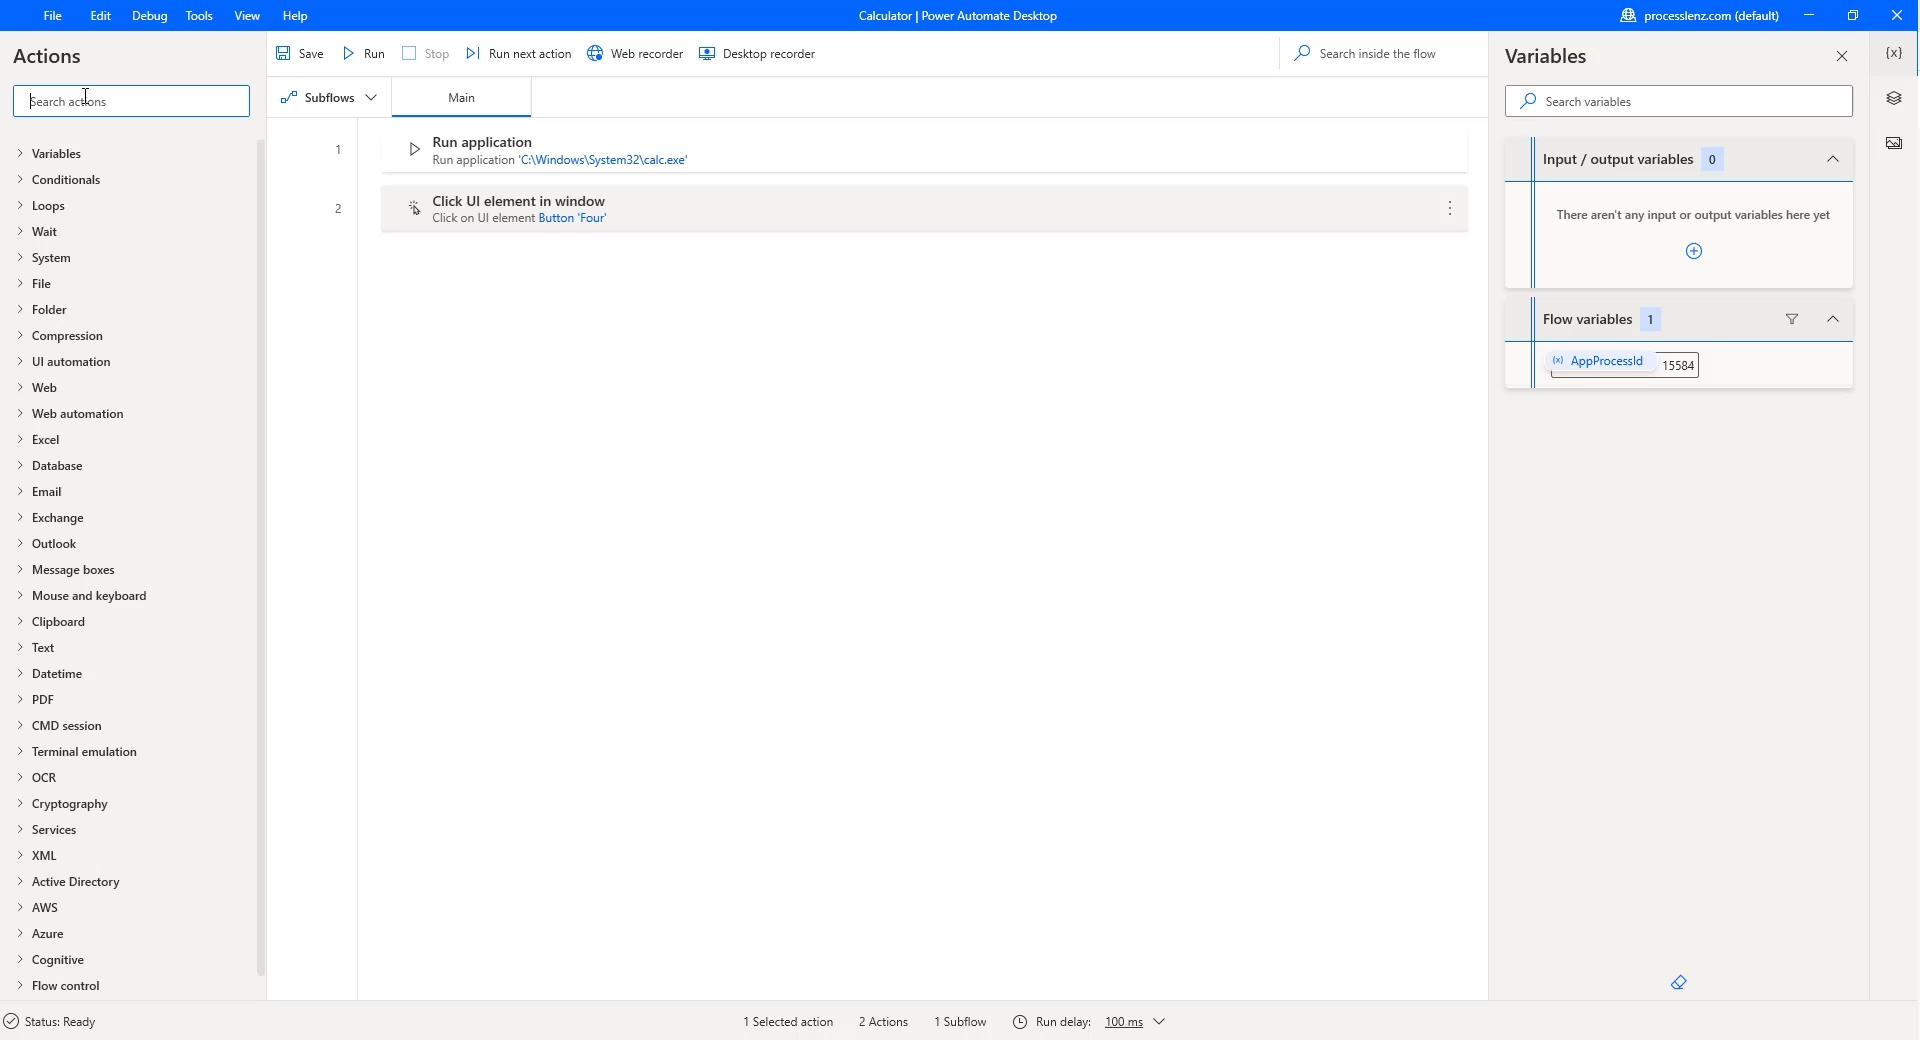 File Edit Debug Tools View Help
Calculator | Power Automate Desktop
processlenz.com (default)
Actions
Search actions
Variables
Conditionals
Loops
Wait
System
File
Folder
Compression
UI automation
Web
Web automation
Excel
Database
Email
Exchange
Outlook
Message boxes
Mouse and keyboard
Clipboard
Text
Datetime
PDF
CMD session
Terminal emulation
OCR
Cryptography
Services
XML
Active Directory
AWS
Azure
Cognitive
Flow control
Save Run Stop Run next action Web recorder Desktop recorder
Search inside the flow
Subflows Main
1 Run application
Run application 'C:\Windows\System32\calc.exe'
2 Click UI element in window
Click on UI element Button 'Four'
Variables
{x}
Search variables
Input / output variables 0
There aren't any input or output variables here yet
Flow variables 1
(x) AppProcessId 15584
Status: Ready
1 Selected action 2 Actions 1 Subflow Run delay: 100 ms